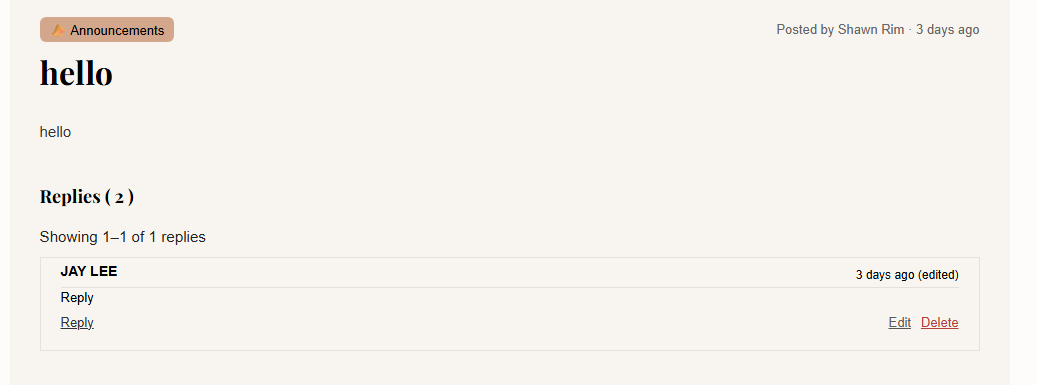 Announcements
Posted by Shawn Rim · 3 days ago
hello
hello
Replies ( 2 )
Showing 1–1 of 1 replies
JAY LEE
3 days ago (edited)
Reply
Reply
Edit Delete